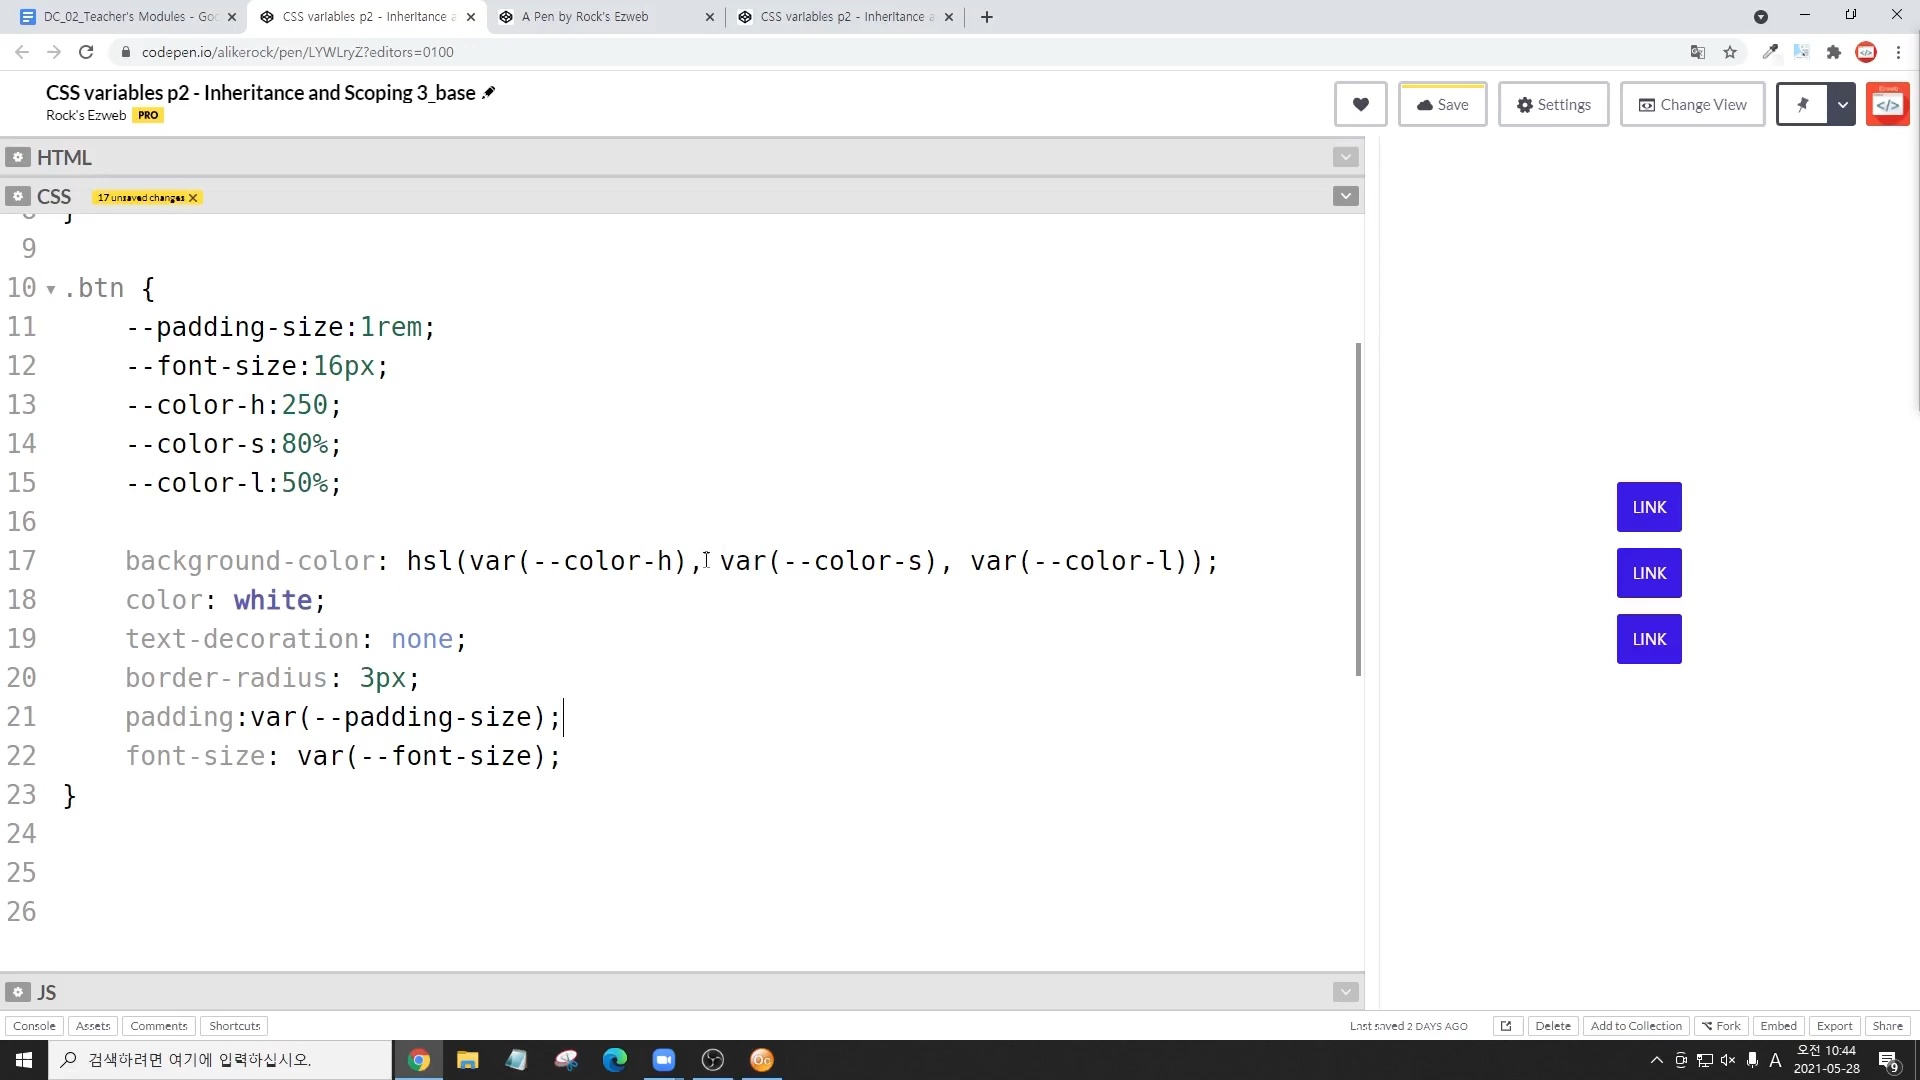 DC_02_Teacher's Modules - Goo
CSS variables p2 - Inheritance a
A Pen by Rock's Ezweb
CSS variables p2 - Inheritance a
codepen.io/alikerock/pen/LYWLryZ?editors=0100
CSS variables p2 - Inheritance and Scoping 3_base
Rock's Ezweb PRO
Save
Settings
Change View
HTML
CSS 17 unsaved changes
8 }
9
10 .btn {
11 --padding-size:1rem;
12 --font-size:16px;
13 --color-h:250;
14 --color-s:80%;
15 --color-l:50%;
16
17 background-color: hsl(var(--color-h), var(--color-s), var(--color-l));
18 color: white;
19 text-decoration: none;
20 border-radius: 3px;
21 padding:var(--padding-size);
22 font-size: var(--font-size);
23 }
24
25
26
LINK
LINK
LINK
JS
Console Assets Comments Shortcuts
Last saved 2 DAYS AGO Delete Add to Collection Fork Embed Export Share
검색하려면 여기에 입력하십시오.
A
오전 10:44
2021-05-28
9